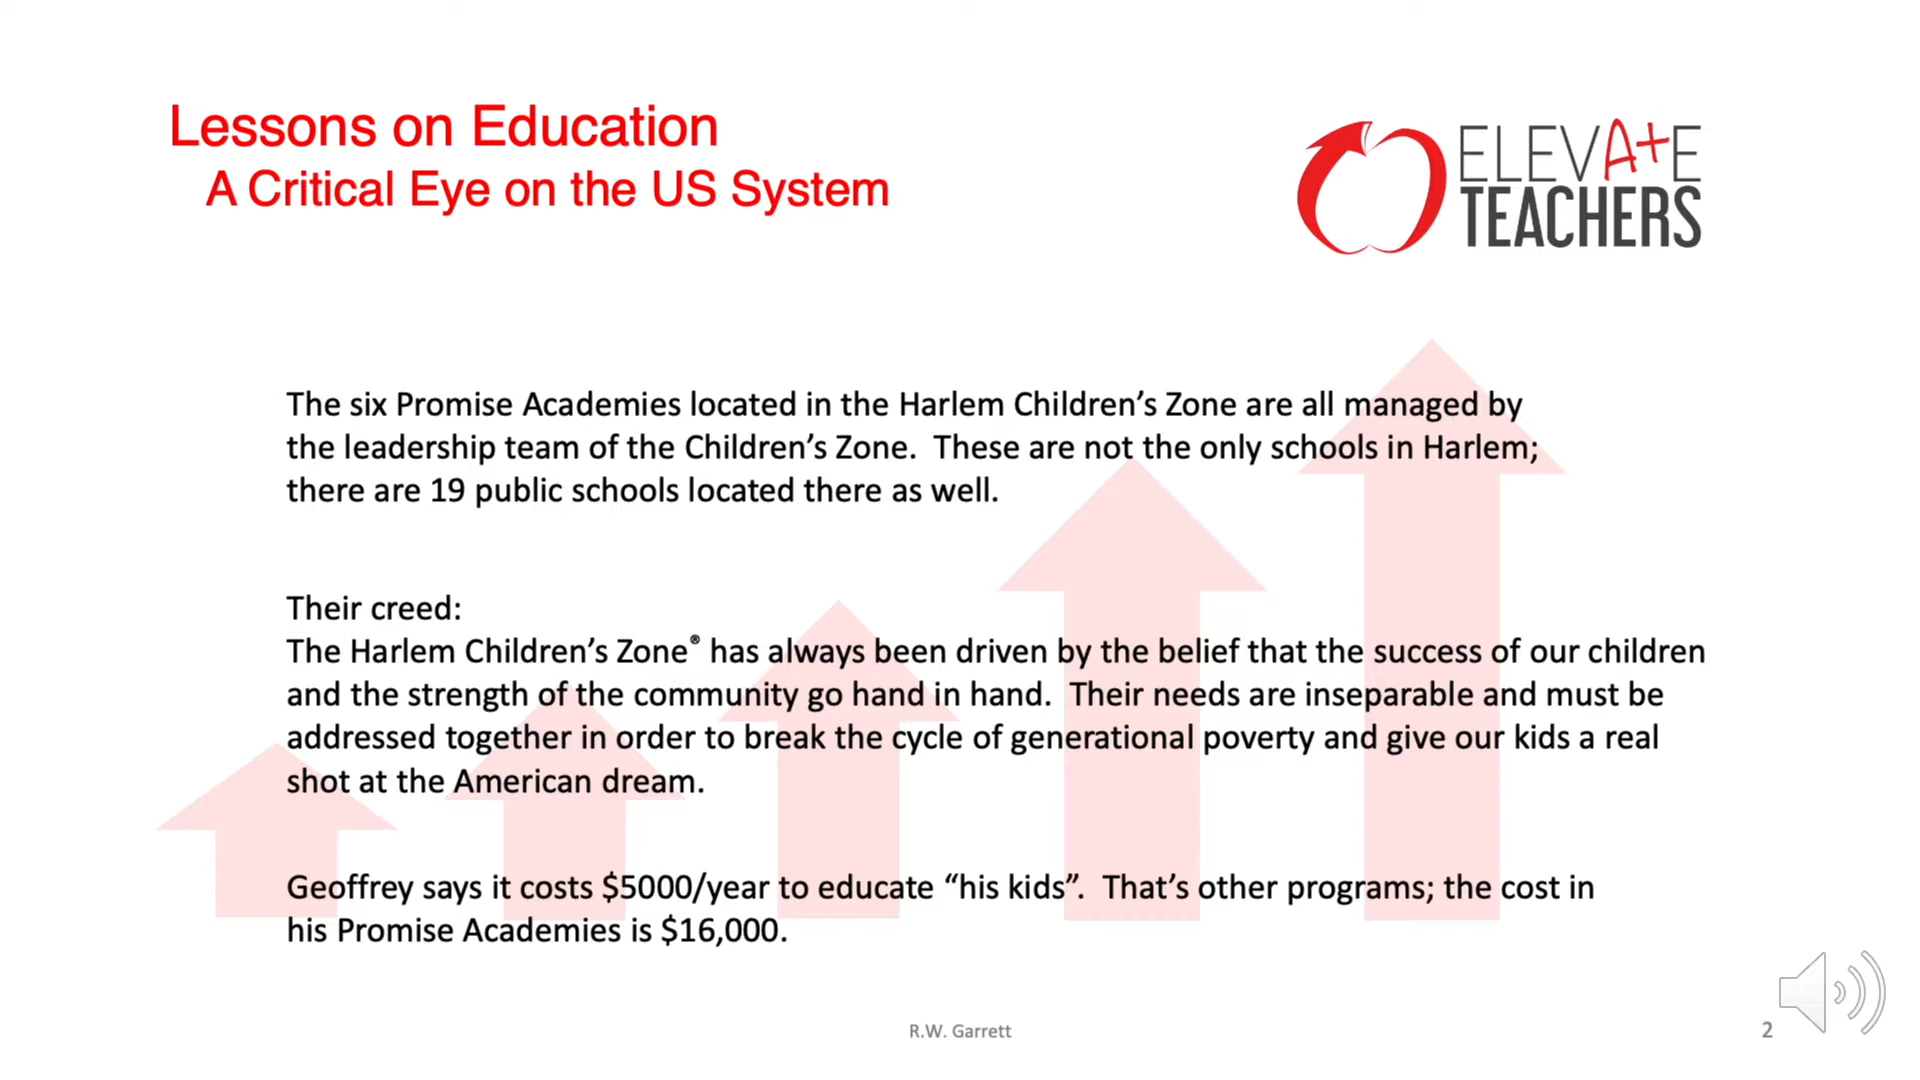 Lessons on Education
A Critical Eye on the US System
ELEVA+E
TEACHERS
The six Promise Academies located in the Harlem Children’s Zone are all managed by
the leadership team of the Children’s Zone.  These are not the only schools in Harlem;
there are 19 public schools located there as well.
Their creed:
The Harlem Children’s Zone® has always been driven by the belief that the success of our children
and the strength of the community go hand in hand.  Their needs are inseparable and must be
addressed together in order to break the cycle of generational poverty and give our kids a real
shot at the American dream.
Geoffrey says it costs $5000/year to educate “his kids”.  That’s other programs; the cost in
his Promise Academies is $16,000.
R.W. Garrett
2